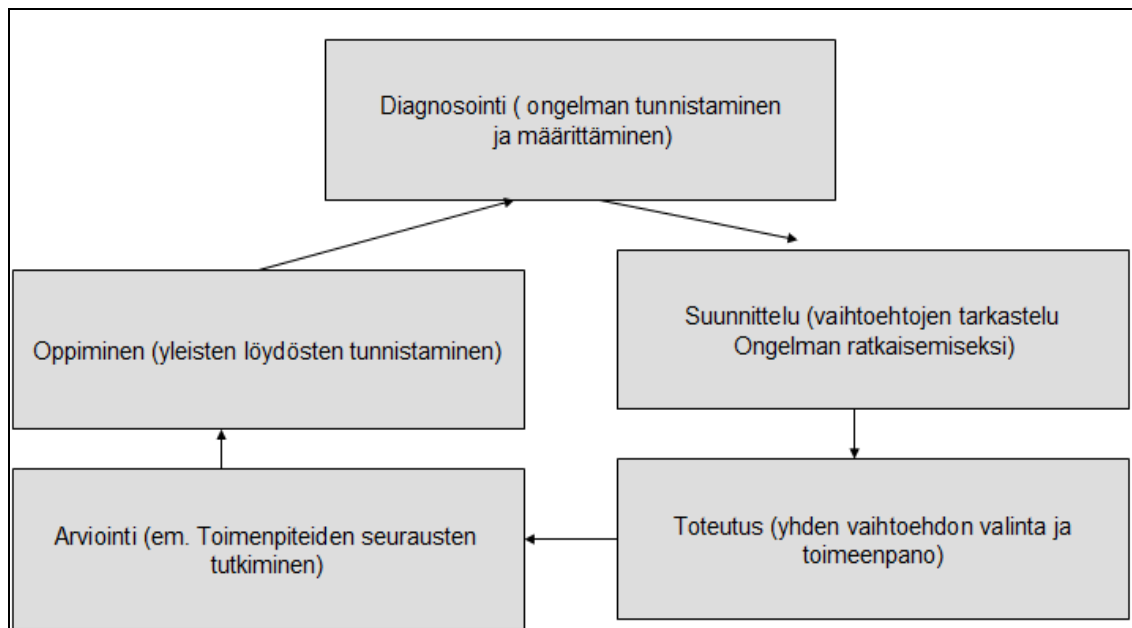 Diagnosointi ( ongelman tunnistaminen
ja määrittäminen)
Suunnittelu (vaihtoehtojen tarkastelu
Ongelman ratkaisemiseksi)
Toteutus (yhden vaihtoehdon valinta ja
toimeenpano)
Arviointi (em. Toimenpiteiden seurausten
tutkiminen)
Oppiminen (yleisten löydösten tunnistaminen)